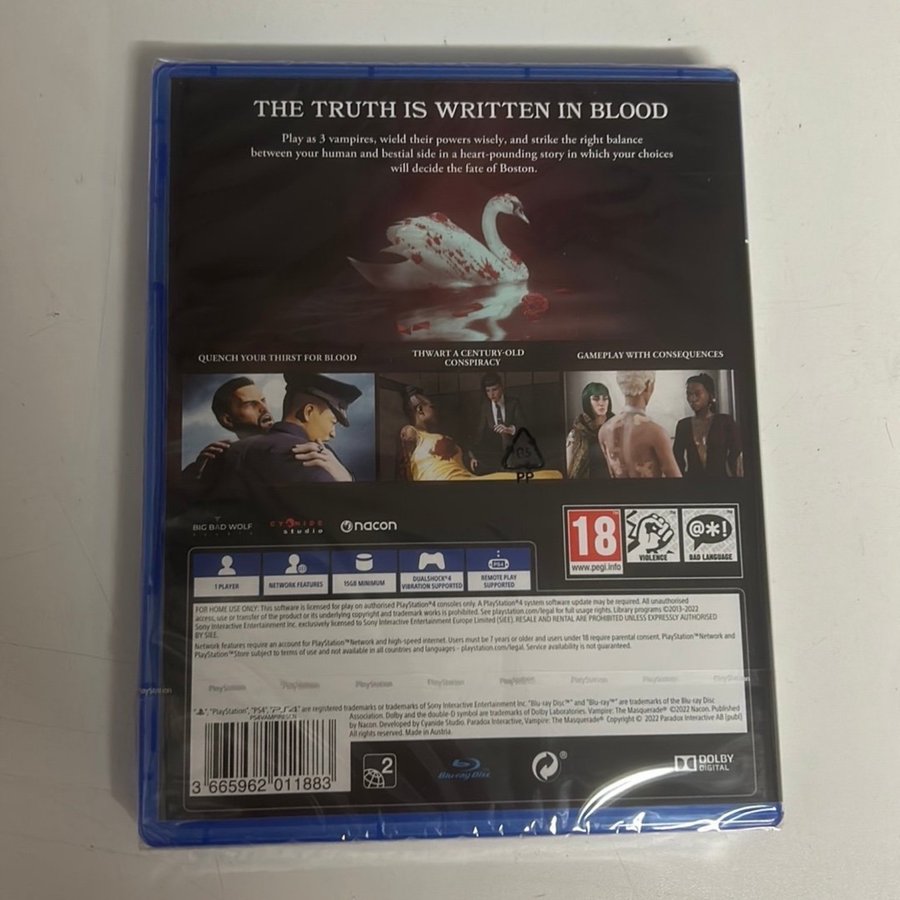 THE TRUTH IS WRITTEN IN BLOOD
Play as 3 vampires, wield their powers wisely, and strike the right balance
between your human and bestial side in a heart-pounding story in which your choices
will decide the fate of Boston.
QUENCH YOUR THIRST FOR BLOOD
THWART A CENTURY-OLD
CONSPIRACY
GAMEPLAY WITH CONSEQUENCES
PP
BIG BAD WOLF
CYANIDE
studio
nacon
18
www.pegi.info
VIOLENCE
@*!
BAD LANGUAGE
1 PLAYER
NETWORK FEATURES
15GB MINIMUM
DUALSHOCK®4
VIBRATION SUPPORTED
PS4
REMOTE PLAY
SUPPORTED
FOR HOME USE ONLY: This software is licensed for play on authorised PlayStation®4 consoles only. A PlayStation®4 system software update may be required. All unauthorised
access, use or transfer of the product or its underlying copyright and trademark works is prohibited. See playstation.com/legal for full usage rights. Library programs ©2013-2022
Sony Interactive Entertainment Inc. exclusively licensed to Sony Interactive Entertainment Europe Limited (SIEE). RESALE AND RENTAL ARE PROHIBITED UNLESS EXPRESSLY AUTHORISED
BY SIEE.
Network features require an account for PlayStation™Network and high-speed internet. Users must be 7 years or older and users under 18 require parental consent. PlayStation™Network and
PlayStation™Store subject to terms of use and not available in all countries and languages - playstation.com/legal. Service availability is not guaranteed.
PlayStation PlayStation PlayStation PlayStation PlayStation PlayStation PlayStation PlayStation PlayStation
", "PlayStation", "PS4", "PS4" are registered trademarks or trademarks of Sony Interactive Entertainment Inc. "Blu-ray Disc™" and "Blu-ray™" are trademarks of the Blu-ray Disc
Association. Dolby and the double-D symbol are trademarks of Dolby Laboratories. Vampire: The Masquerade® ©2022 Nacon. Published
by Nacon. Developed by Cyanide Studio. Paradox Interactive, Vampire: The Masquerade® Copyright © 2022 Paradox Interactive AB [publ]
All rights reserved. Made in Austria.
PS4VAMPIRESCN
3 665962 011883
2
Blu-ray Disc
®
DOLBY
DIGITAL